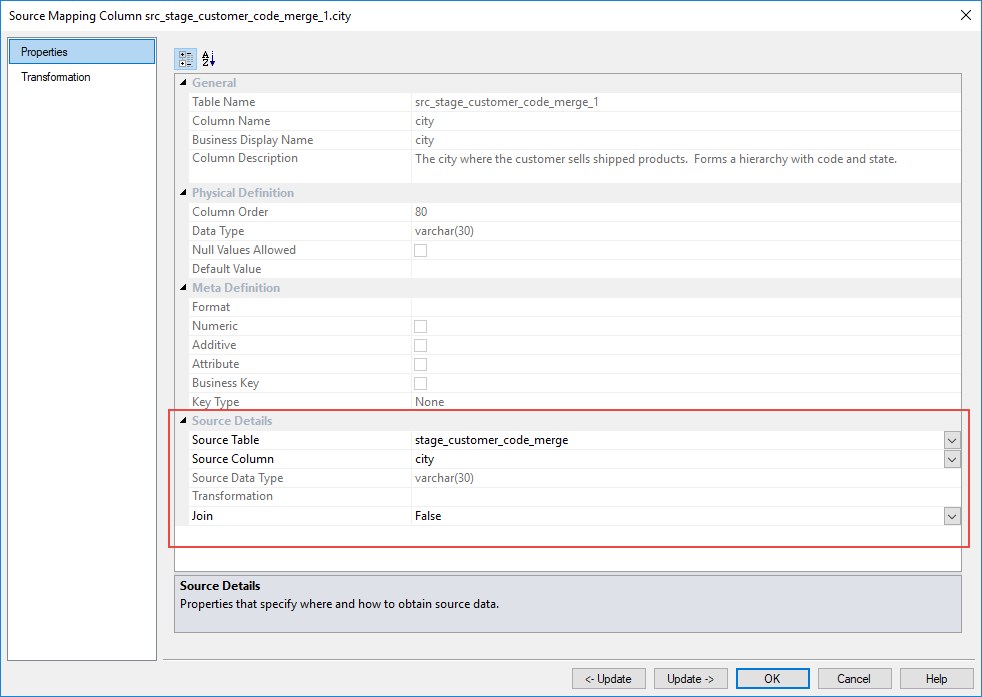 Source Mapping Column src_stage_customer_code_merge_1.city
Properties
Transformation
General
Table Name src_stage_customer_code_merge_1
Column Name city
Business Display Name city
Column Description The city where the customer sells shipped products.  Forms a hierarchy with code and state.
Physical Definition
Column Order 80
Data Type varchar(30)
Null Values Allowed
Default Value
Meta Definition
Format
Numeric
Additive
Attribute
Business Key
Key Type None
Source Details
Source Table stage_customer_code_merge
Source Column city
Source Data Type varchar(30)
Transformation
Join False
Source Details
Properties that specify where and how to obtain source data.
<- Update Update -> OK Cancel Help